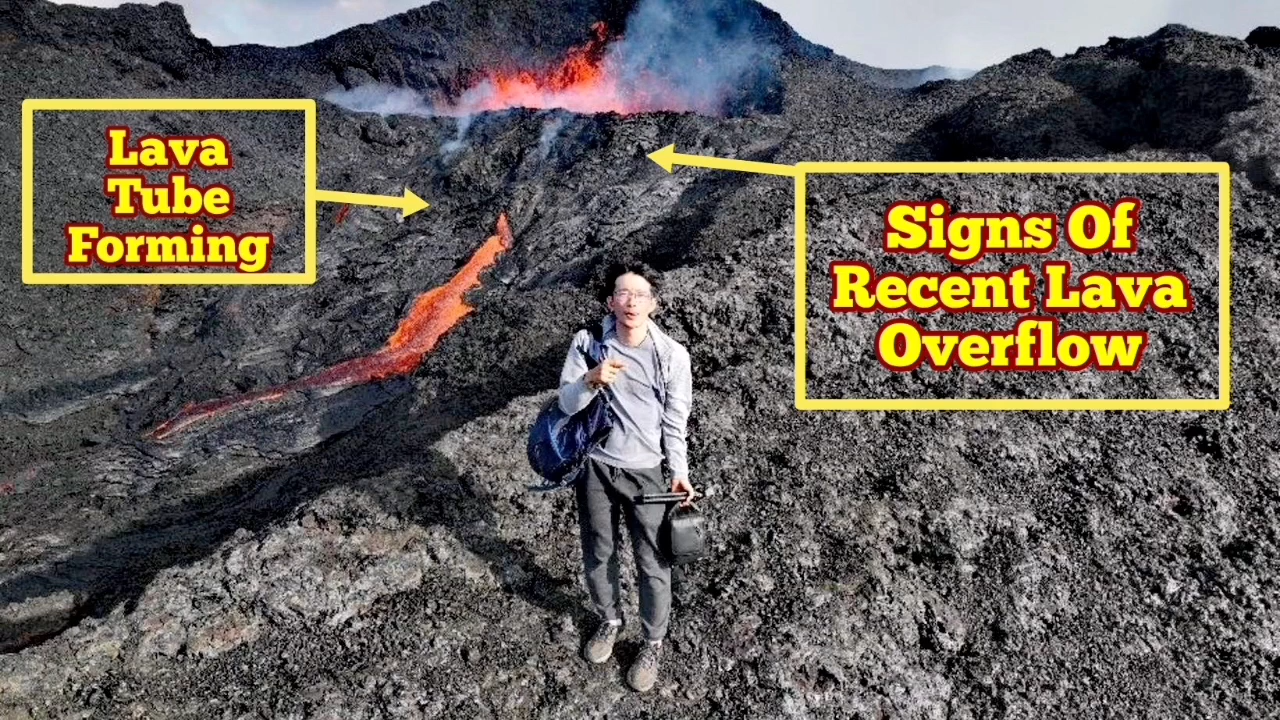 Lava
Tube
Forming
Signs Of
Recent Lava
Overflow